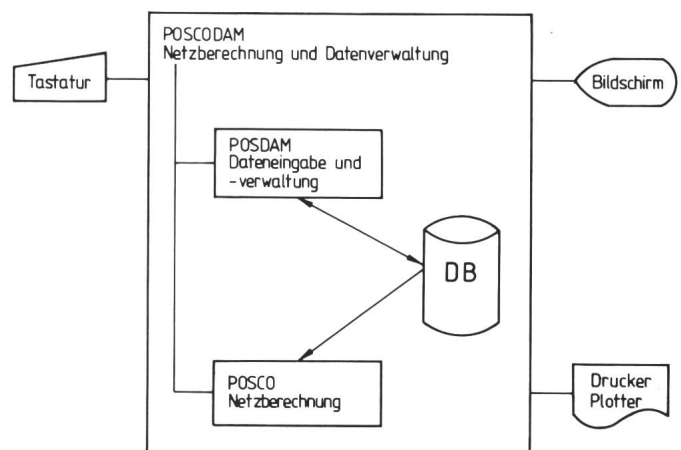 POSCODAM
Netzberechnung und Datenverwaltung
Tastatur
Bildschirm
POSDAM
Dateneingabe und
-verwaltung
DB
POSCO
Netzberechnung
Drucker
Plotter